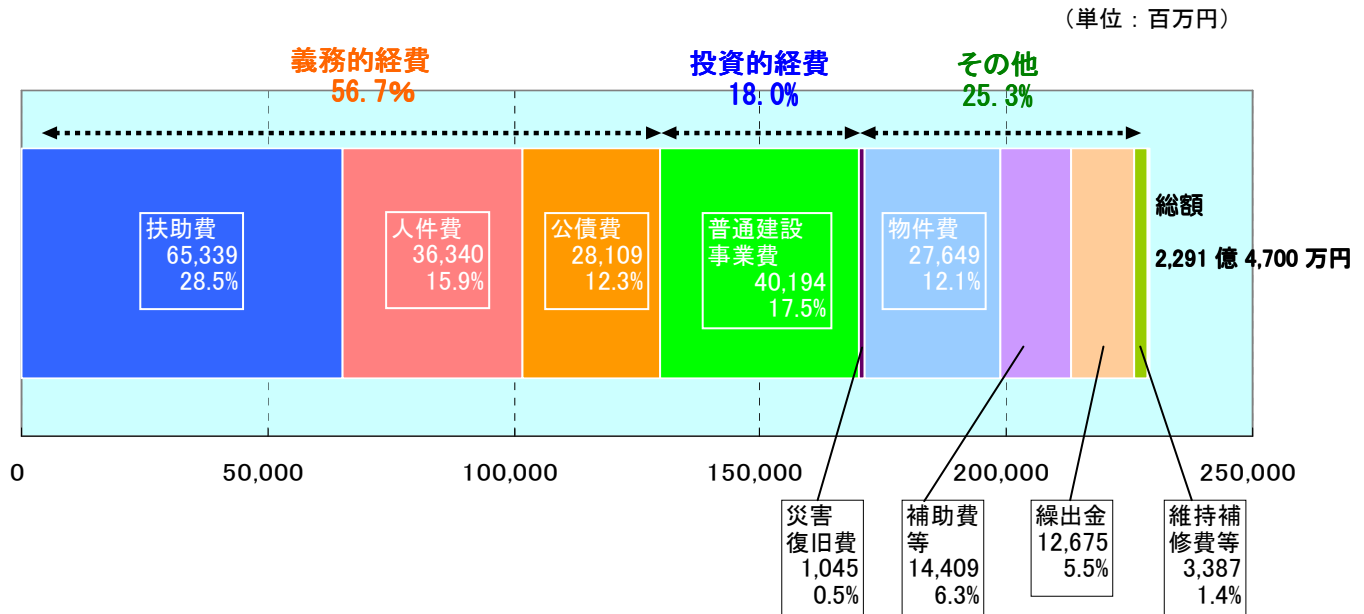 （単位：百万円）
義務的経費
56.7%
投資的経費
18.0%
その他
25.3%
扶助費
65,339
28.5%
人件費
36,340
15.9%
公債費
28,109
12.3%
普通建設
事業費
40,194
17.5%
物件費
27,649
12.1%
総額
2,291 億 4,700 万円
0
50,000
100,000
150,000
200,000
250,000
災害
復旧費
1,045
0.5%
補助費
等
14,409
6.3%
繰出金
12,675
5.5%
維持補
修費等
3,387
1.4%